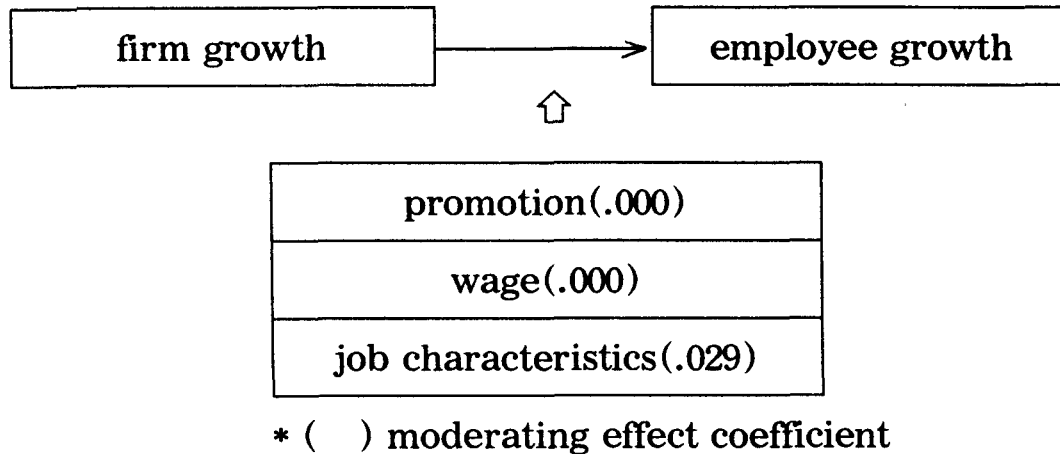 firm growth
employee growth
promotion(.000)
wage(.000)
job characteristics(.029)
* (  ) moderating effect coefficient